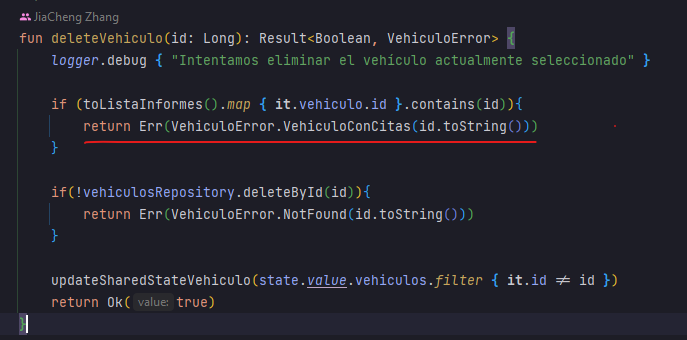 JiaCheng Zhang
fun deleteVehiculo(id: Long): Result<Boolean, VehiculoError> {
logger.debug { "Intentamos eliminar el vehiculo actualmente seleccionado" }
if (toListaInformes().map { it.vehiculo.id }.contains(id)){
return Err(VehiculoError.VehiculoConCitas(id.toString()))
}
if(!vehiculosRepository.deleteById(id)){
return Err(VehiculoError.NotFound(id.toString()))
}
updateSharedStateVehiculo(state.value.vehiculos.filter { it.id ≠ id })
return Ok( value: true)
}